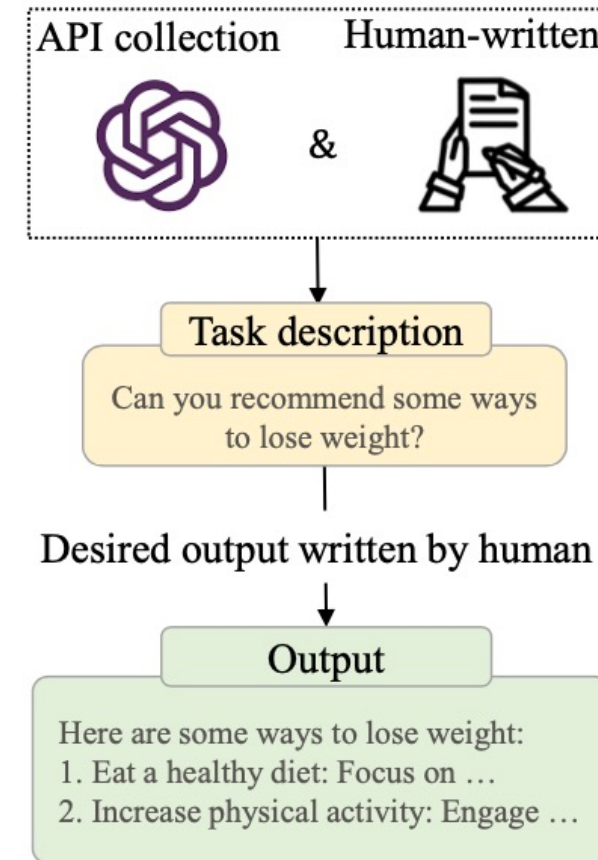 API collection Human-written
&
Task description
Can you recommend some ways
to lose weight?
Desired output written by human
Output
Here are some ways to lose weight:
1. Eat a healthy diet: Focus on …
2. Increase physical activity: Engage …